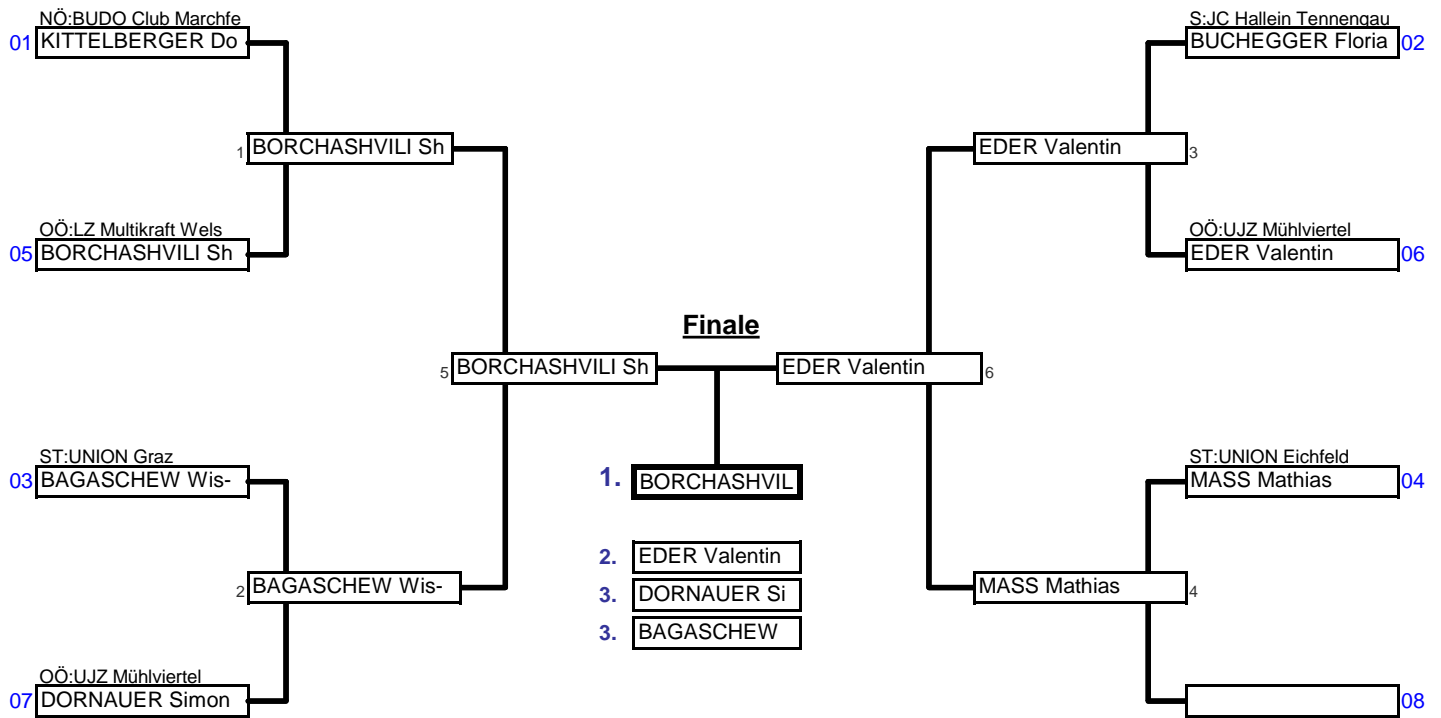 NÖ:BUDO Club Marchfe
01 KITTELBERGER Do
S:JC Hallein Tennengau
BUCHEGGER Floria 02
1 BORCHASHVILI Sh
EDER Valentin 3
OÖ:LZ Multikraft Wels
05 BORCHASHVILI Sh
OÖ:UJZ Mühlviertel
EDER Valentin 06
Finale
5 BORCHASHVILI Sh
EDER Valentin 6
ST:UNION Graz
03 BAGASCHEW Wis-
1. BORCHASHVIL
ST:UNION Eichfeld
MASS Mathias 04
2. EDER Valentin
3. DORNAUER Si
3. BAGASCHEW
2 BAGASCHEW Wis-
MASS Mathias 4
OÖ:UJZ Mühlviertel
07 DORNAUER Simon
08